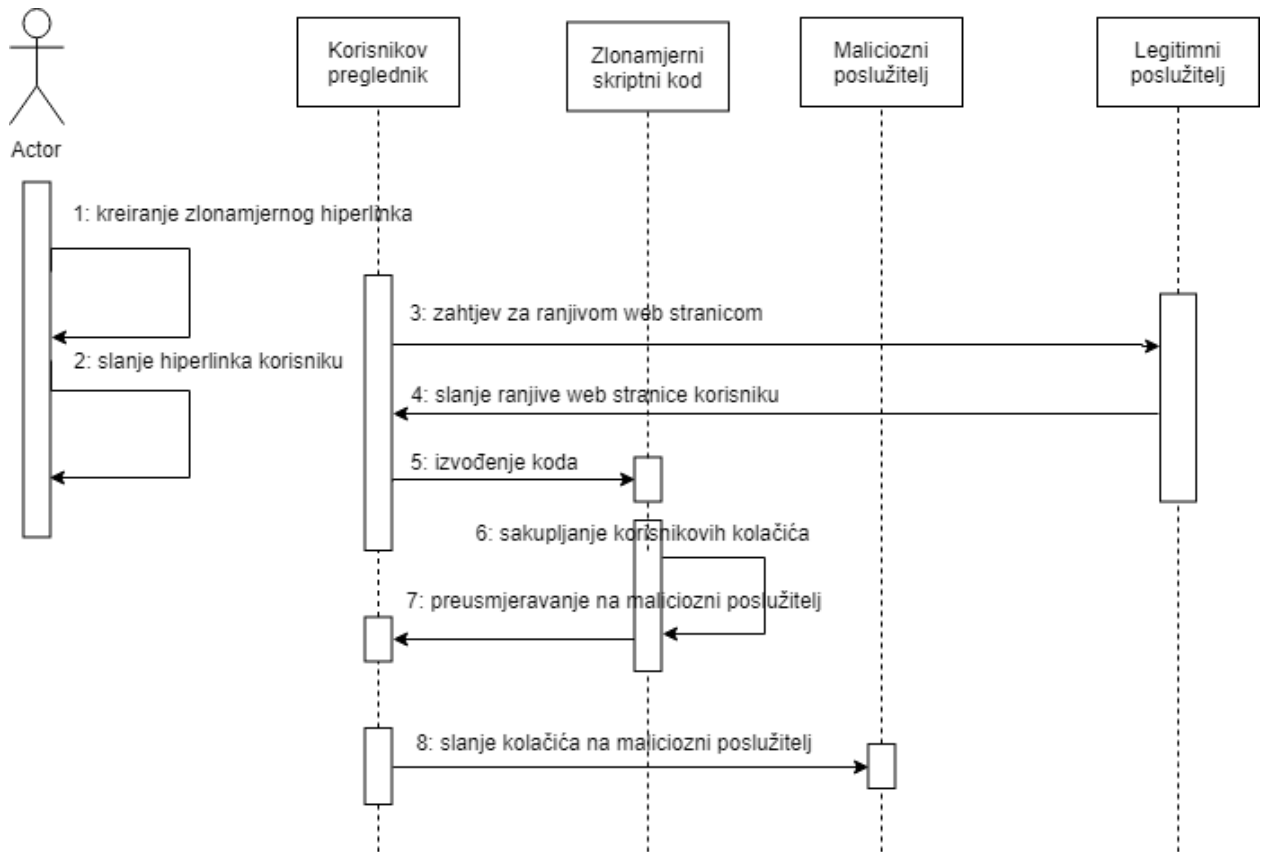 Korisnikov
preglednik
Zlonamjerni
skriptni kod
Maliciozni
poslužitelj
Legitimni
poslužitelj
Actor
1: kreiranje zlonamjernog hiperlinka
2: slanje hiperlinka korisniku
3: zahtjev za ranjivom web stranicom
4: slanje ranjive web stranice korisniku
5: izvođenje koda
6: sakupljanje korisnikovih kolačića
7: preusmjeravanje na maliciozni poslužitelj
8: slanje kolačića na maliciozni poslužitelj